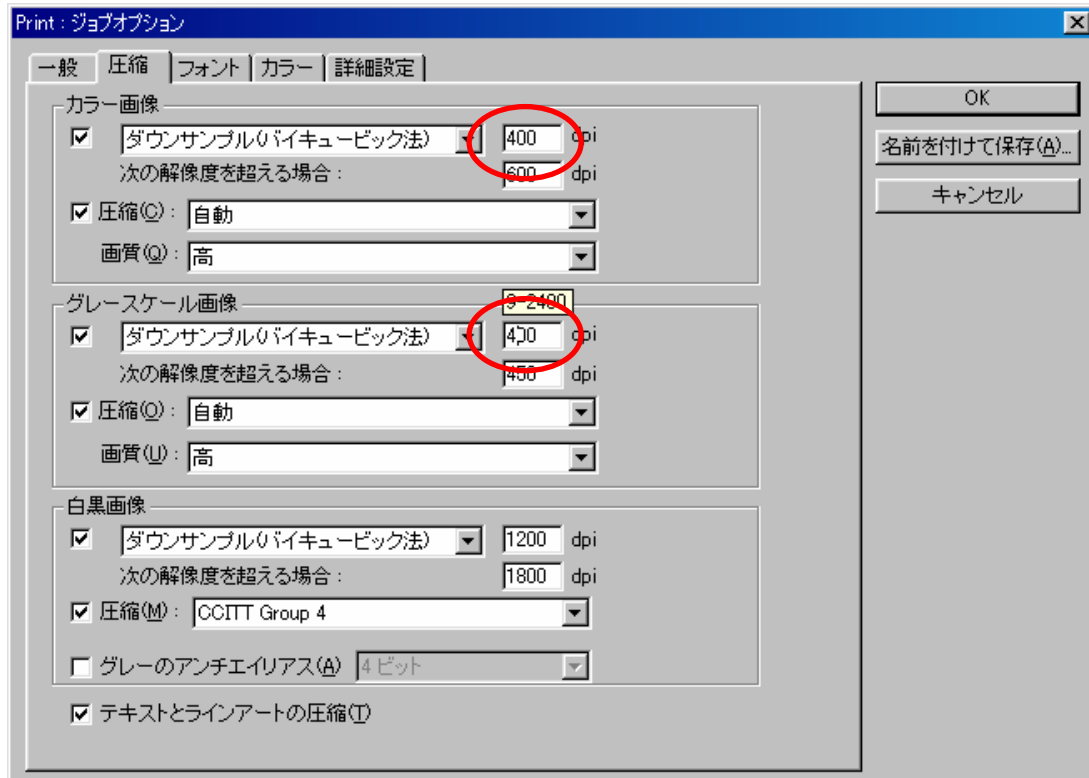 Print : ジョブオプション
一般 圧縮 フォント カラー 詳細設定
OK
名前を付けて保存(A)...
キャンセル
カラー画像
ダウンサンプル(バイキュービック法) 400 dpi
次の解像度を超える場合 : 600 dpi
圧縮(C) : 自動
画質(Q) : 高
グレースケール画像
9-2400
ダウンサンプル(バイキュービック法) 400 dpi
次の解像度を超える場合 : 450 dpi
圧縮(O) : 自動
画質(U) : 高
白黒画像
ダウンサンプル(バイキュービック法) 1200 dpi
次の解像度を超える場合 : 1800 dpi
圧縮(M) : CCITT Group 4
グレーのアンチエイリアス(A) 4 ビット
テキストとラインアートの圧縮(T)